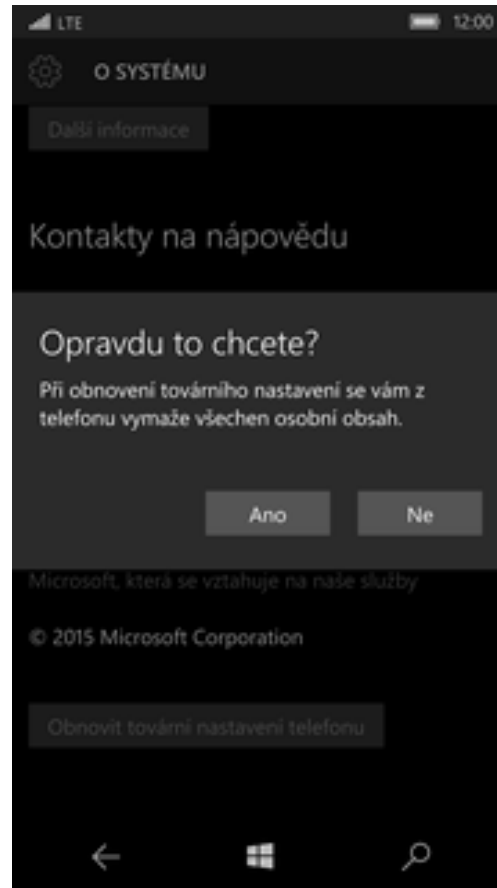 LTE 12:00
O SYSTÉMU
Další informace
Kontakty na nápovědu
Opravdu to chcete?
Při obnovení továrního nastavení se vám z
telefonu vymaže všechen osobní obsah.
Ano Ne
Microsoft, která se vztahuje na naše služby
© 2015 Microsoft Corporation
Obnovit tovární nastavení telefonu